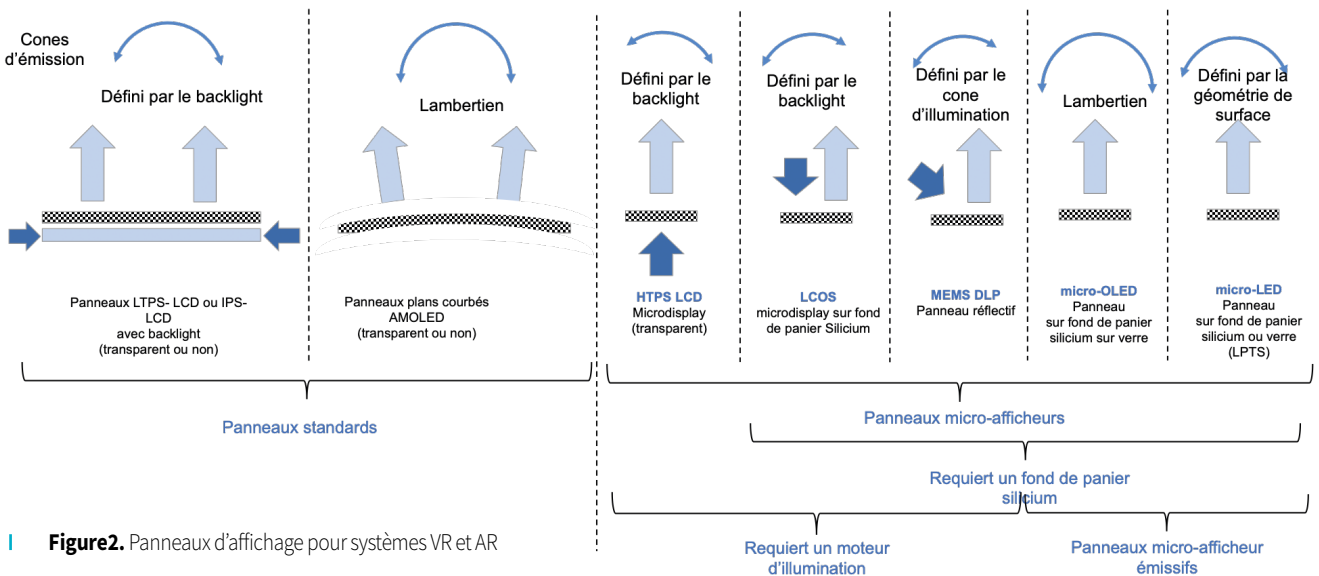 Cones
d'émission
Défini par le backlight
Lambertien
Défini par le
backlight
Défini par le
backlight
Défini par le
cone
d'illumination
Lambertien
Défini par la
géométrie de
surface
Panneaux LTPS- LCD ou IPS-
LCD
avec backlight
(transparent ou non)
Panneaux plans courbés
AMOLED
(transparent ou non)
HTPS LCD
Microdisplay
(transparent)
LCOS
microdisplay sur fond
de panier Silicium
MEMS DLP
Panneau réflectif
micro-OLED
Panneau
sur fond de panier
silicium sur verre
micro-LED
Panneau
sur fond de panier
silicium ou verre
(LPTS)
Panneaux standards
Panneaux micro-afficheurs
Requiert un fond de panier
silicium
Requiert un moteur
d'illumination
Panneaux micro-afficheur
émissifs
Figure2. Panneaux d'affichage pour systèmes VR et AR